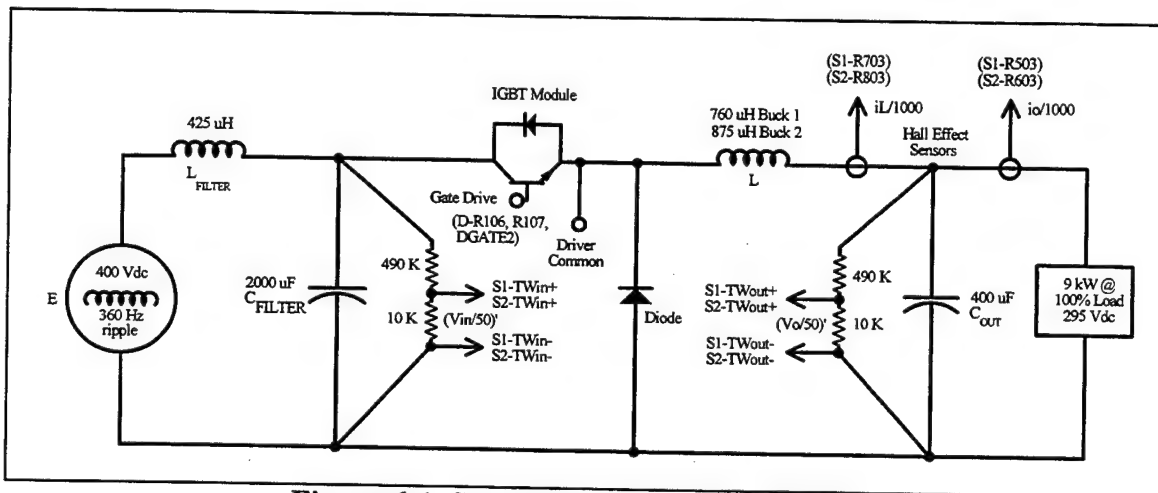 (S1-R703)
(S2-R803)
(S1-R503)
(S2-R603)
IGBT Module
iL/1000
io/1000
425 uH
L FILTER
760 uH Buck 1
875 uH Buck 2
L
Hall Effect
Sensors
Gate Drive
(D-R106, R107,
DGATE2)
Driver
Common
E
400 Vdc
360 Hz
ripple
2000 uF
C FILTER
490 K
10 K
S1-TWin+
S2-TWin+
(Vin/50)'
S1-TWin-
S2-TWin-
Diode
S1-TWout+
S2-TWout+
(Vo/50)'
S1-TWout-
S2-TWout-
490 K
10 K
400 uF
C OUT
9 kW @
100% Load
295 Vdc